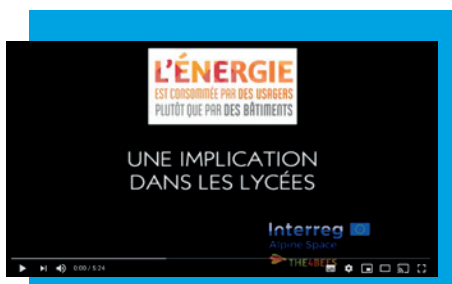 L'ÉNERGIE
EST CONSOMMÉE PAR DES USAGERS
PLUTÔT QUE PAR DES BÂTIMENTS
UNE IMPLICATION
DANS LES LYCÉES
Interreg
Alpine Space
THE4BEES
0:00 / 5:24